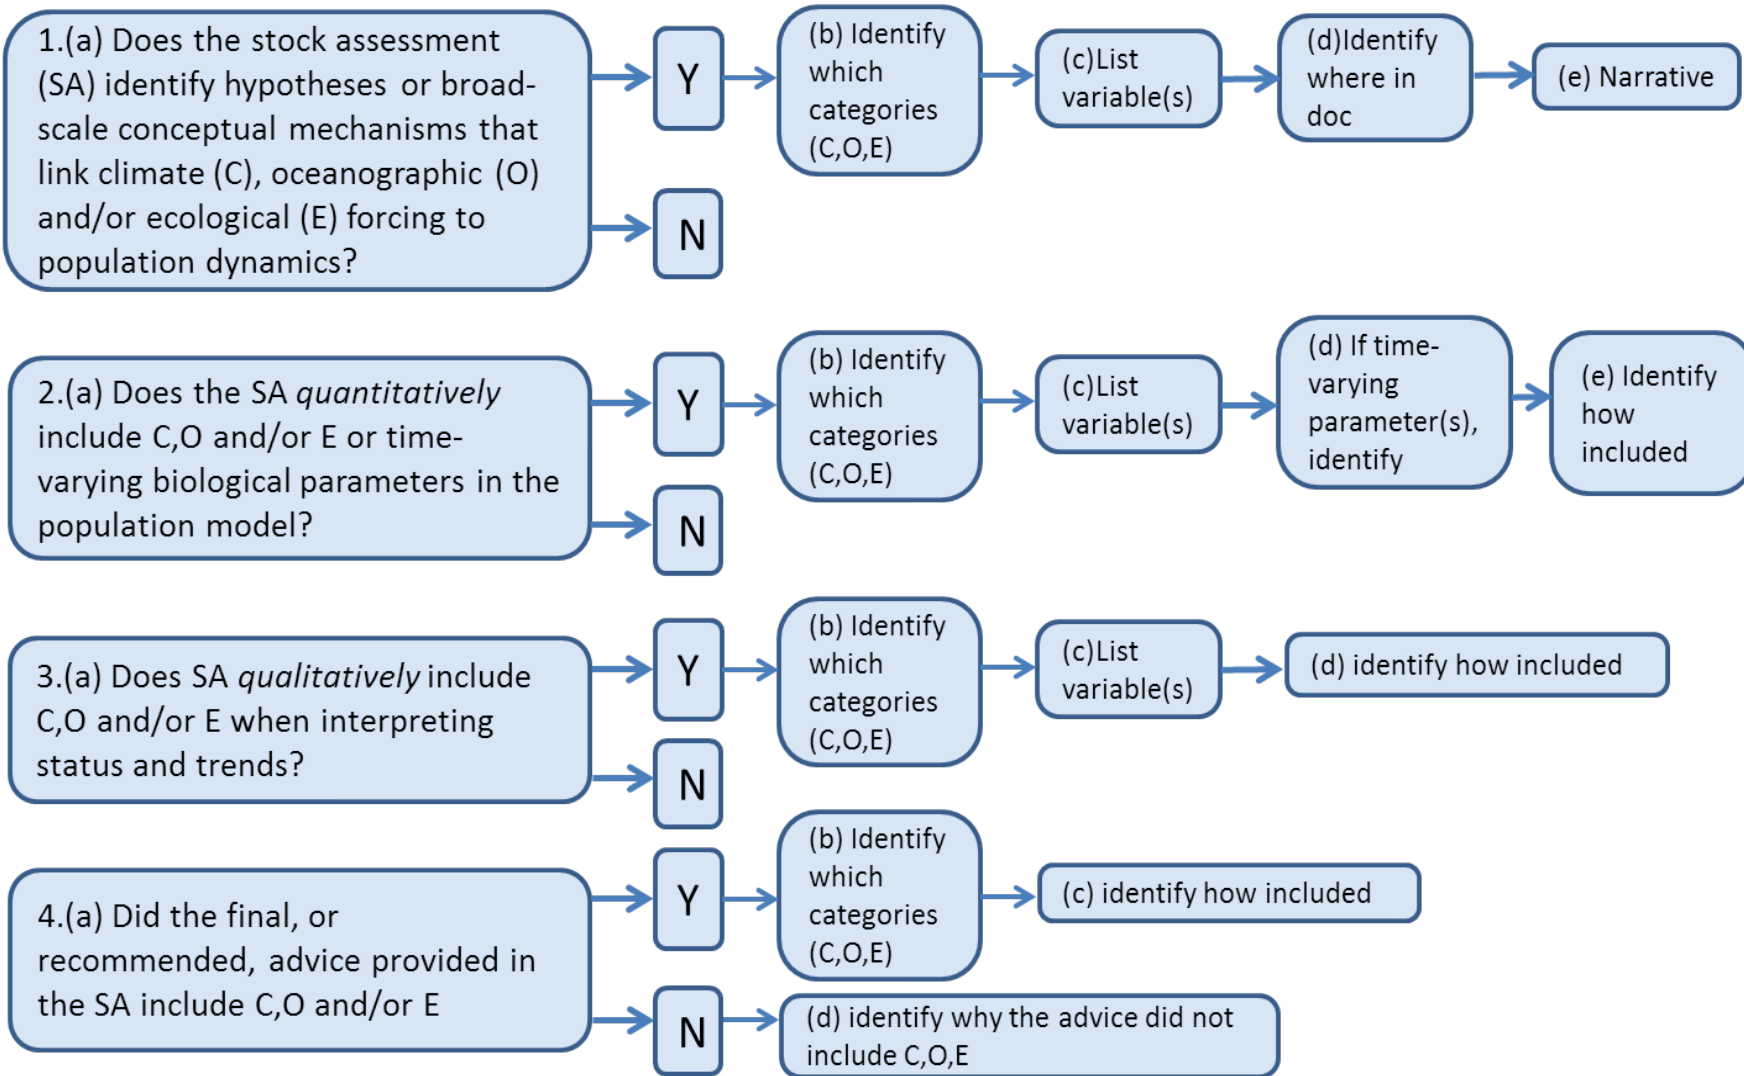 1.(a) Does the stock assessment
(SA) identify hypotheses or broad-
scale conceptual mechanisms that
link climate (C), oceanographic (O)
and/or ecological (E) forcing to
population dynamics?
Y
N
(b) Identify
which
categories
(C,O,E)
(c)List
variable(s)
(d)Identify
where in
doc
(e) Narrative
2.(a) Does the SA quantitatively
include C,O and/or E or time-
varying biological parameters in the
population model?
Y
N
(b) Identify
which
categories
(C,O,E)
(c)List
variable(s)
(d) If time-
varying
parameter(s),
identify
(e) Identify
how
included
3.(a) Does SA qualitatively include
C,O and/or E when interpreting
status and trends?
Y
N
(b) Identify
which
categories
(C,O,E)
(c)List
variable(s)
(d) identify how included
4.(a) Did the final, or
recommended, advice provided in
the SA include C,O and/or E
Y
(b) Identify
which
categories
(C,O,E)
(c) identify how included
N
(d) identify why the advice did not
include C,O,E